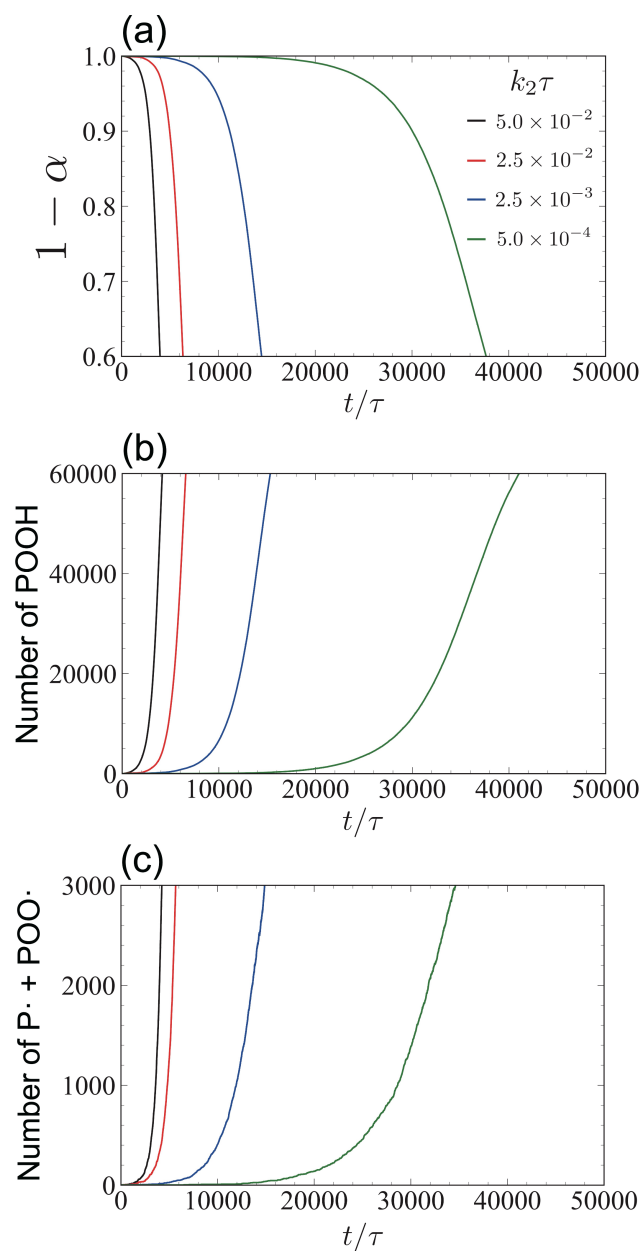 (a)
1.0
0.9
0.8
0.7
0.6
1 − α
k₂τ
5.0 × 10⁻²
2.5 × 10⁻²
2.5 × 10⁻³
5.0 × 10⁻⁴
0 10000 20000 30000 40000 50000
t/τ
(b)
60000
40000
20000
0
Number of POOH
0 10000 20000 30000 40000 50000
t/τ
(c)
3000
2000
1000
0
Number of P· + POO·
0 10000 20000 30000 40000 50000
t/τ